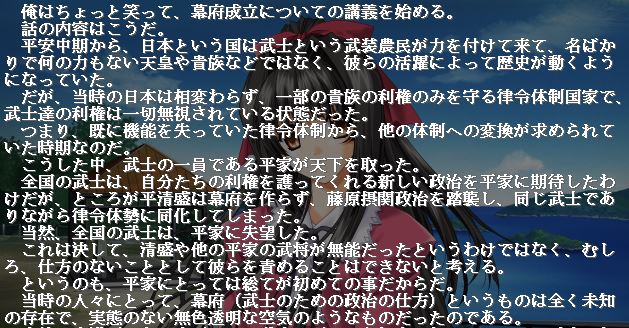 俺はちょっと笑って、幕府成立についての講義を始める。
話の内容はこうだ。
平安中期から、日本という国は武士という武装農民が力を付けて来て、名ばか
りで何の力もない天皇や貴族などではなく、彼らの活躍によって歴史が動くよう
になっていた。
だが、当時の日本は相変わらず、一部の貴族の利権のみを守る律令体制国家で、
武士達の利権は一切無視されている状態だった。
つまり、既に機能を失っていた律令体制から、他の体制への変換が求められて
いた時期なのだ。
こうした中、武士の一員である平家が天下を取った。
全国の武士は、自分たちの利権を護ってくれる新しい政治を平家に期待したわ
けだが、ところが平清盛は幕府を作らず、藤原摂関政治を踏襲し、同じ武士であ
りながら律令体勢に同化してしまった。
当然、全国の武士は、平家に失望した。
これは決して、清盛や他の平家の武将が無能だったというわけではなく、むし
ろ、仕方のないこととして彼らを責めることはできないと考える。
というのも、平家にとっては総てが初めての事だからだ。
当時の人々にとって、幕府（武士のための政治の仕方）というものは全く未知
の存在で、実態のない無色透明な空気のようなものだったのである。